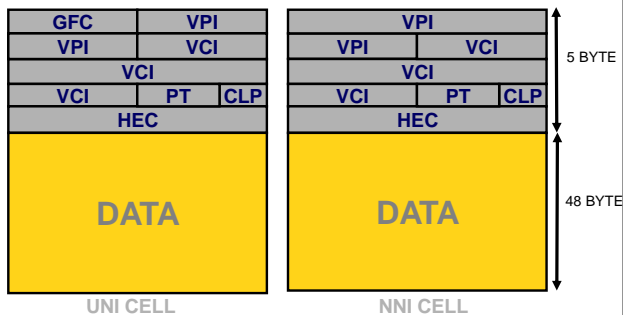 GFC VPI
VPI VCI
VCI
VCI PT CLP
HEC
DATA
UNI CELL
VPI
VPI VCI
VCI
VCI PT CLP
HEC
DATA
NNI CELL
5 BYTE
48 BYTE